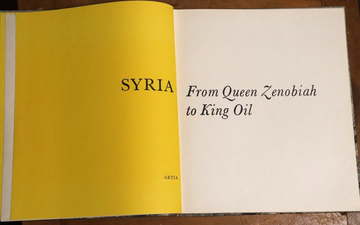 SYRIA
From Queen Zenobiah
to King Oil
ARTIA